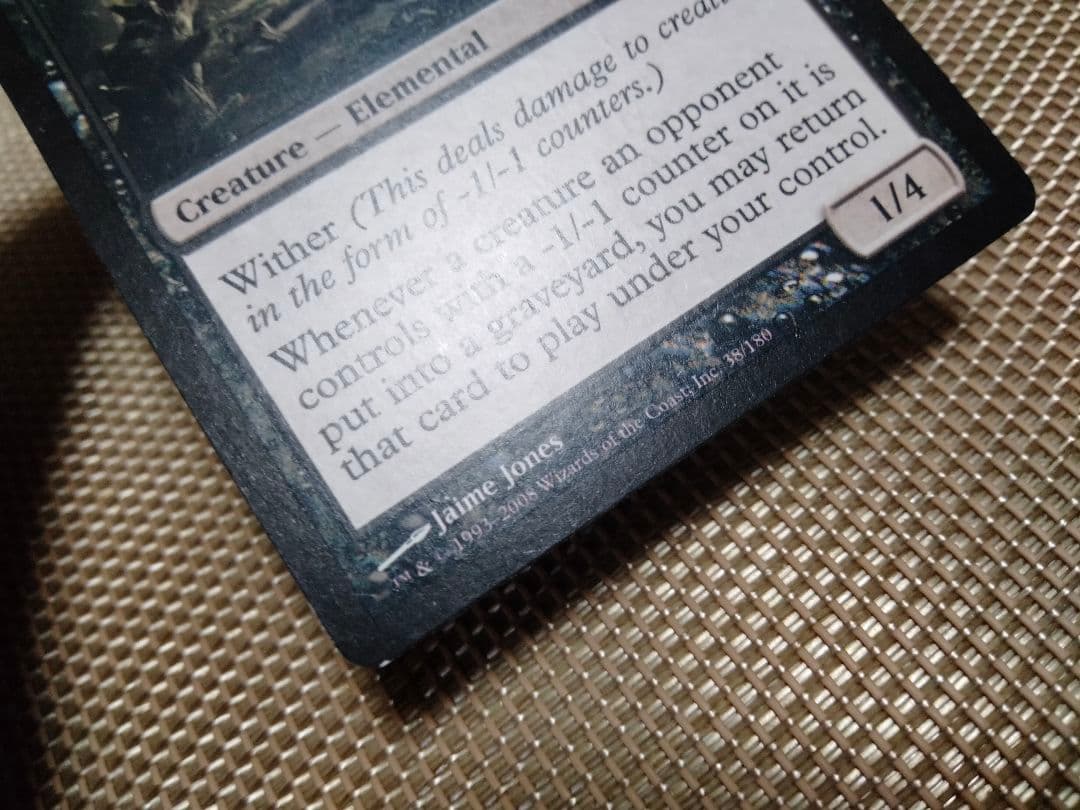 Creature — Elemental
Wither (This deals damage to
in the form of -1/-1 counters.)
Whenever a creature an opponent
controls with a -1/-1 counter on it is
put into a graveyard, you may return
that card to play under your control.
1/4
Jaime Jones
™ & © 1993–2008 Wizards of the Coast, Inc. 38/180